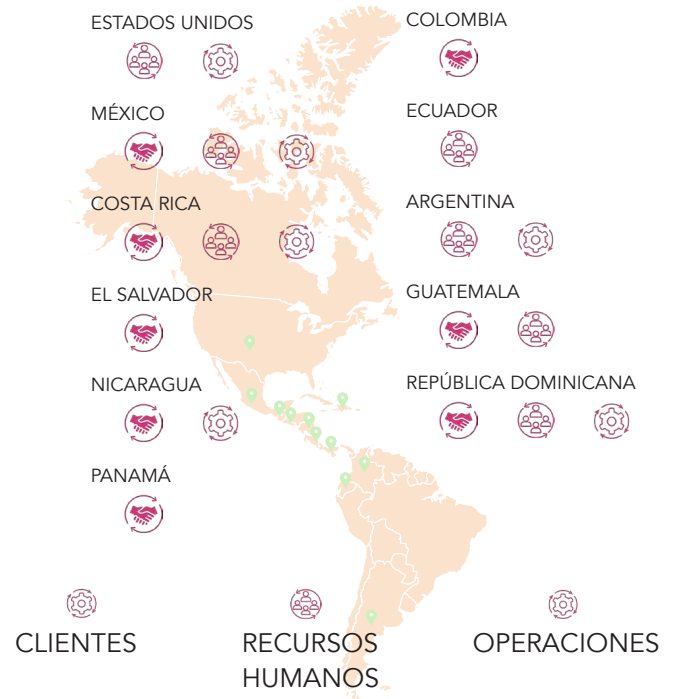 ESTADOS UNIDOS
MÉXICO
COSTA RICA
EL SALVADOR
NICARAGUA
PANAMÁ
COLOMBIA
ECUADOR
ARGENTINA
GUATEMALA
REPÚBLICA DOMINICANA
CLIENTES
RECURSOS
HUMANOS
OPERACIONES